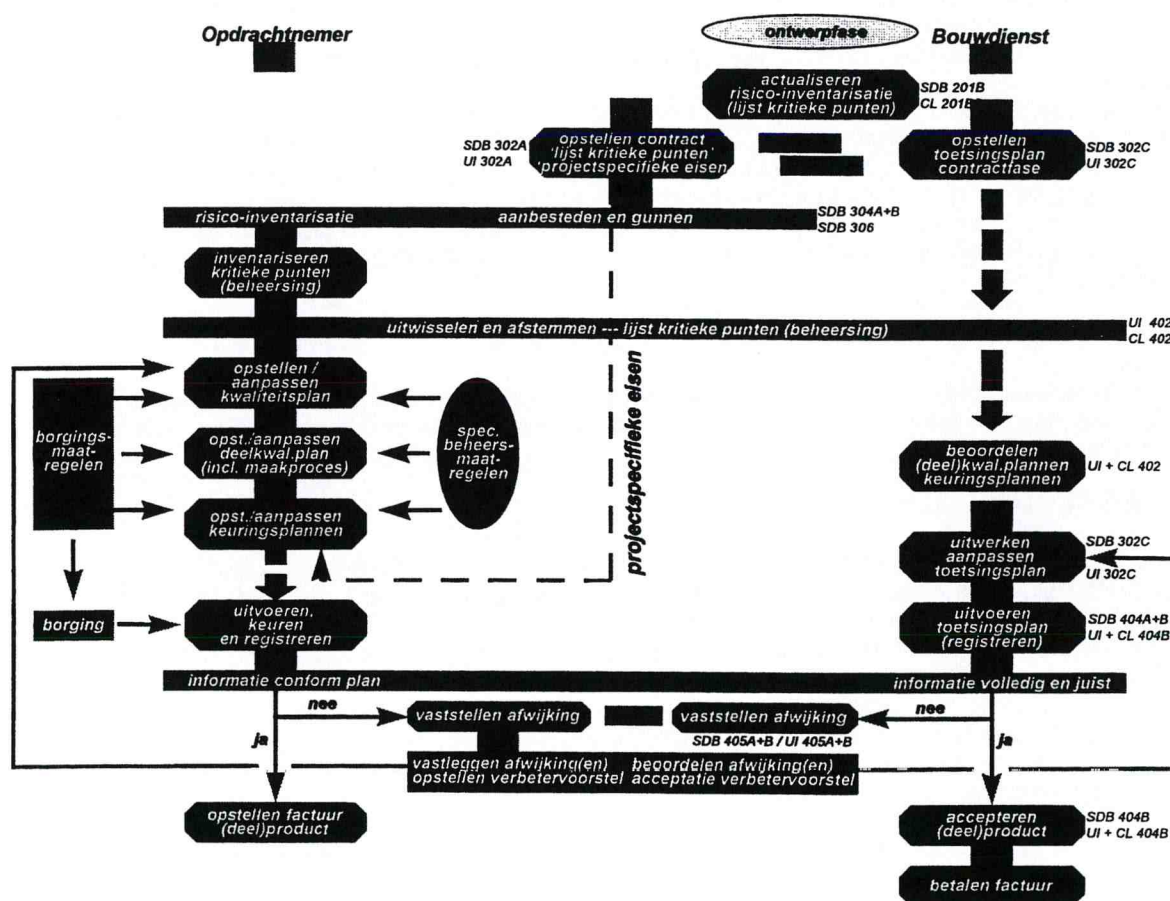 Opdrachtnemer
ontwerpfase
Bouwdienst
actualiseren
risico-inventarisatie
(lijst kritieke punten)
SDB 201B
CL 201B
SDB 302A
UI 302A
opstellen contract
'lijst kritieke punten'
'projectspecifieke eisen
opstellen
toetsingsplan
contractfase
SDB 302C
UI 302C
risico-inventarisatie
aanbesteden en gunnen
SDB 304A+B
SDB 306
inventariseren
kritieke punten
(beheersing)
uitwisselen en afstemmen --- lijst kritieke punten (beheersing)
UI 402
CL 402
opstellen /
aanpassen
kwaliteitsplan
borgings-
maat-
regelen
opst./aanpassen
deelkwal.plan
(incl. maakproces)
spec.
beheers-
maat-
regelen
projectspecifieke eisen
beoordelen
(deel)kwal.plannen
keuringsplannen
UI + CL 402
opst./aanpassen
keuringsplannen
uitwerken
aanpassen
toetsingsplan
SDB 302C
UI 302C
borging
uitvoeren,
keuren
en registreren
uitvoeren
toetsingsplan
(registreren)
SDB 404A+B
UI + CL 404B
informatie conform plan
informatie volledig en juist
nee
vaststellen afwijking
vaststellen afwijking
nee
ja
SDB 405A+B / UI 405A+B
ja
vastleggen afwijking(en)
opstellen verbetervoorstel
beoordelen afwijking(en)
acceptatie verbetervoorstel
opstellen factuur
(deel)product
accepteren
(deel)product
SDB 404B
UI + CL 404B
betalen factuur